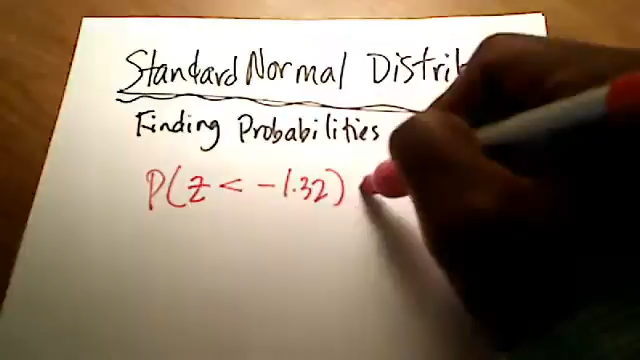 Standard Normal Distrib
Finding Probabilities
P(z < -1.32)